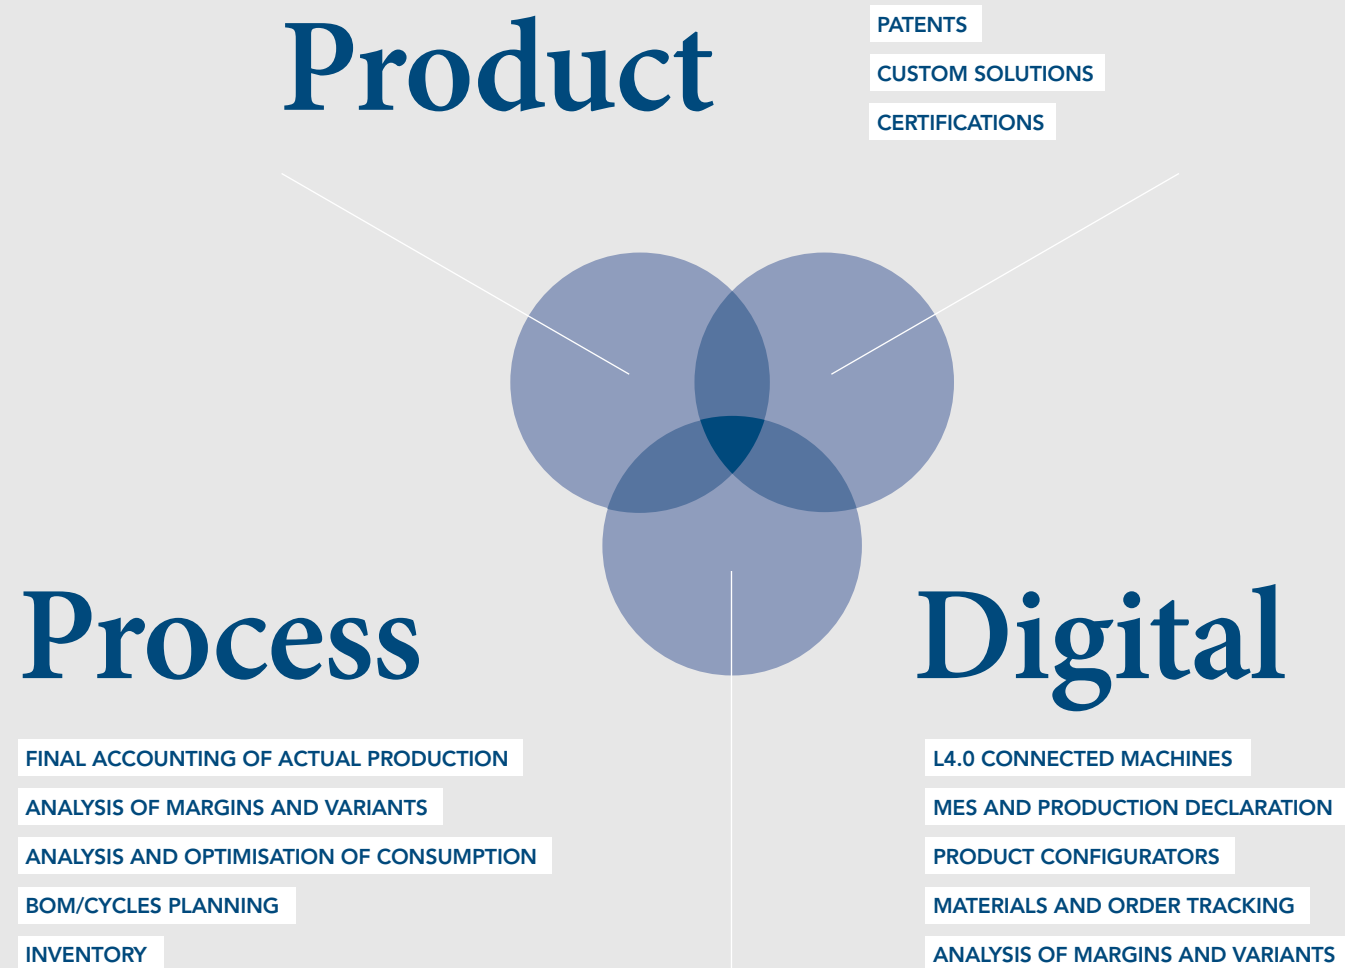 Product
PATENTS
CUSTOM SOLUTIONS
CERTIFICATIONS
Process
FINAL ACCOUNTING OF ACTUAL PRODUCTION
ANALYSIS OF MARGINS AND VARIANTS
ANALYSIS AND OPTIMISATION OF CONSUMPTION
BOM/CYCLES PLANNING
INVENTORY
Digital
L4.0 CONNECTED MACHINES
MES AND PRODUCTION DECLARATION
PRODUCT CONFIGURATORS
MATERIALS AND ORDER TRACKING
ANALYSIS OF MARGINS AND VARIANTS